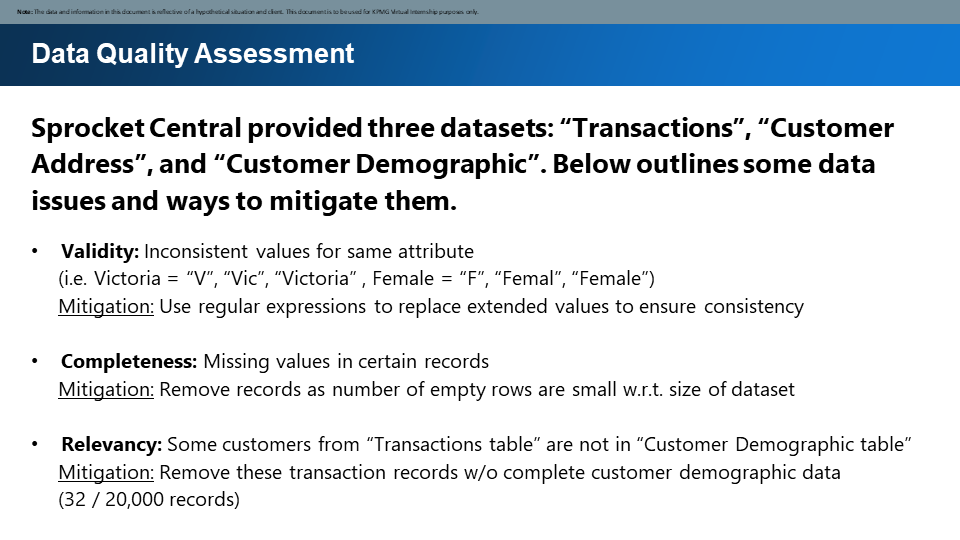 Note: The data and information in this document is reflective of a hypothetical situation and client. This document is to be used for KPMG Virtual Internship purposes only.
Data Quality Assessment
Sprocket Central provided three datasets: “Transactions”, “Customer
Address”, and “Customer Demographic”. Below outlines some data
issues and ways to mitigate them.
• Validity: Inconsistent values for same attribute
(i.e. Victoria = “V”, “Vic”, “Victoria” , Female = “F”, “Femal”, “Female”)
Mitigation: Use regular expressions to replace extended values to ensure consistency
• Completeness: Missing values in certain records
Mitigation: Remove records as number of empty rows are small w.r.t. size of dataset
• Relevancy: Some customers from “Transactions table” are not in “Customer Demographic table”
Mitigation: Remove these transaction records w/o complete customer demographic data
(32 / 20,000 records)